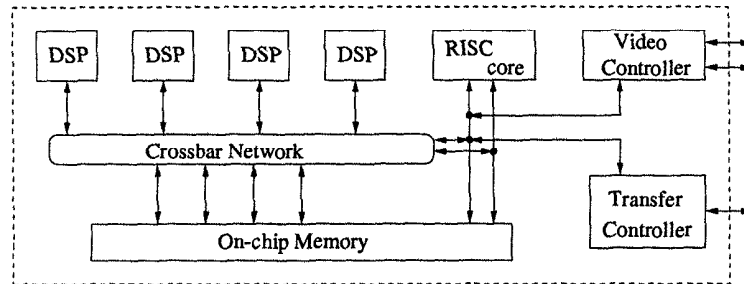 DSP
DSP
DSP
DSP
RISC
core
Video
Controller
Crossbar Network
Transfer
Controller
On-chip Memory